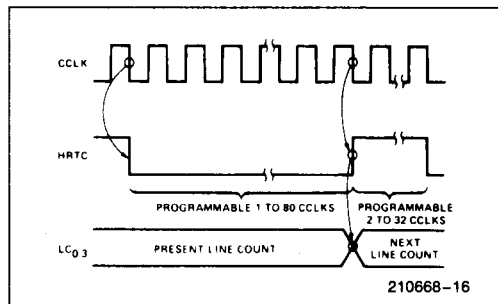 CCLK
HRTC
PROGRAMMABLE 1 TO 80 CCLKS
PROGRAMMABLE
2 TO 32 CCLKS
LC0 3
PRESENT LINE COUNT
NEXT
LINE COUNT
210668-16